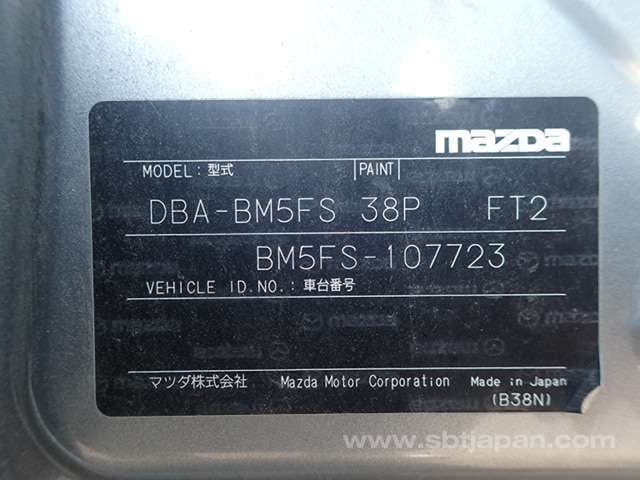 mazda
MODEL: 型式 PAINT
DBA-BM5FS 38P FT2
BM5FS-107723
VEHICLE ID.NO.: 車台番号
マツダ株式会社 Mazda Motor Corporation Made in Japan
(B38N)
www.sbtjapan.com